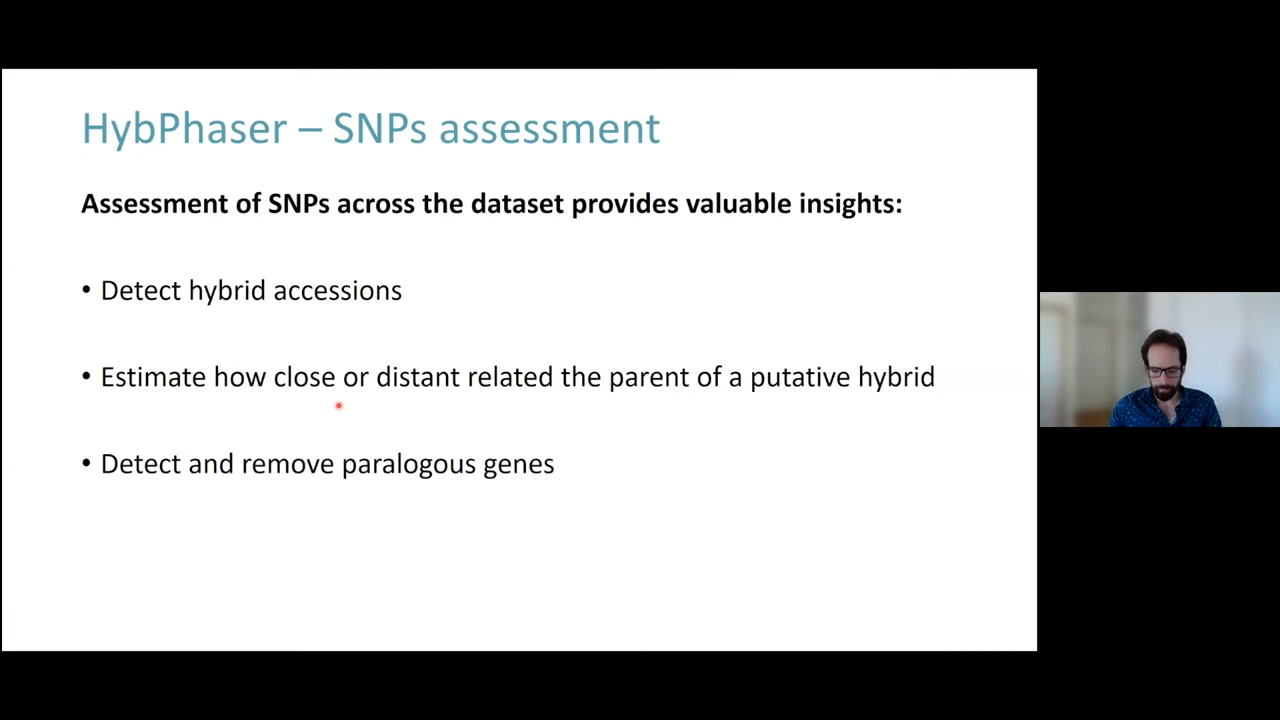 HybPhaser – SNPs assessment
Assessment of SNPs across the dataset provides valuable insights:
• Detect hybrid accessions
• Estimate how close or distant related the parent of a putative hybrid
• Detect and remove paralogous genes